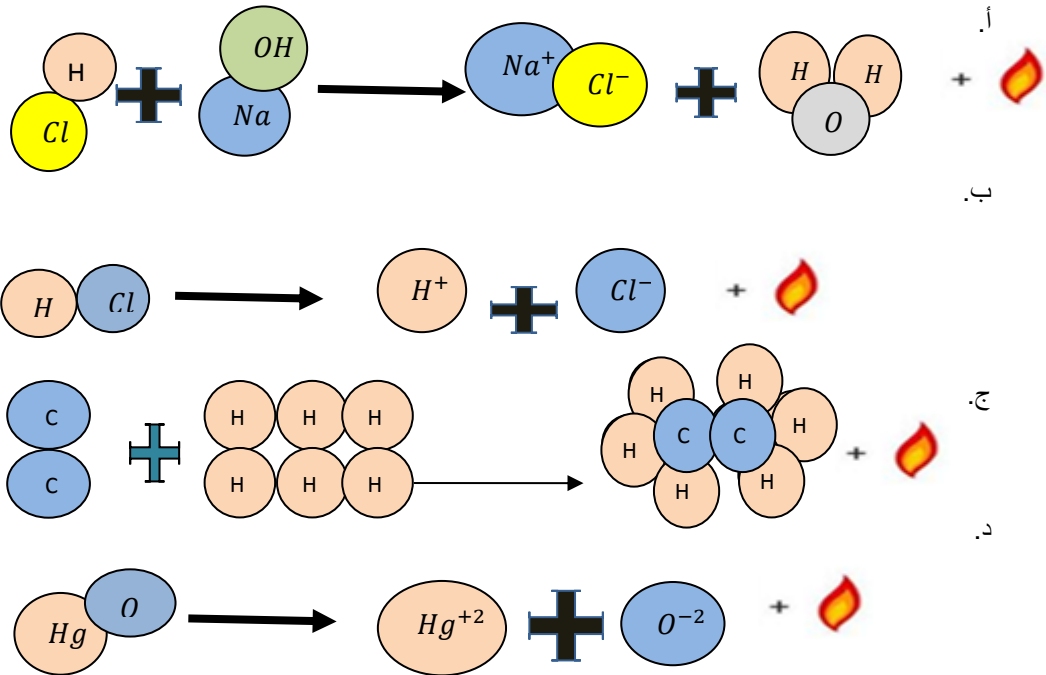 أ.
H Cl + OH Na → Na⁺ Cl⁻ + H H O +
ب.
H Cl → H⁺ + Cl⁻ +
ج.
C C + H H H H H H → H H H C C H H H +
د.
Hg O → Hg⁺² + O⁻² +